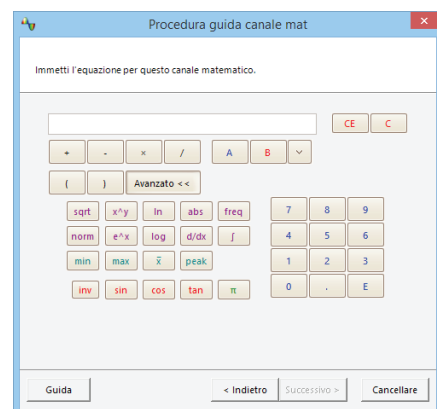 Procedura guida canale mat
Immetti l'equazione per questo canale matematico.
CE C
+ - × / A B
( ) Avanzato <<
sqrt x^y ln abs freq 7 8 9
norm e^x log d/dx ∫ 4 5 6
min max x̄ peak 1 2 3
inv sin cos tan π 0 . E
Guida < Indietro Successivo > Cancellare